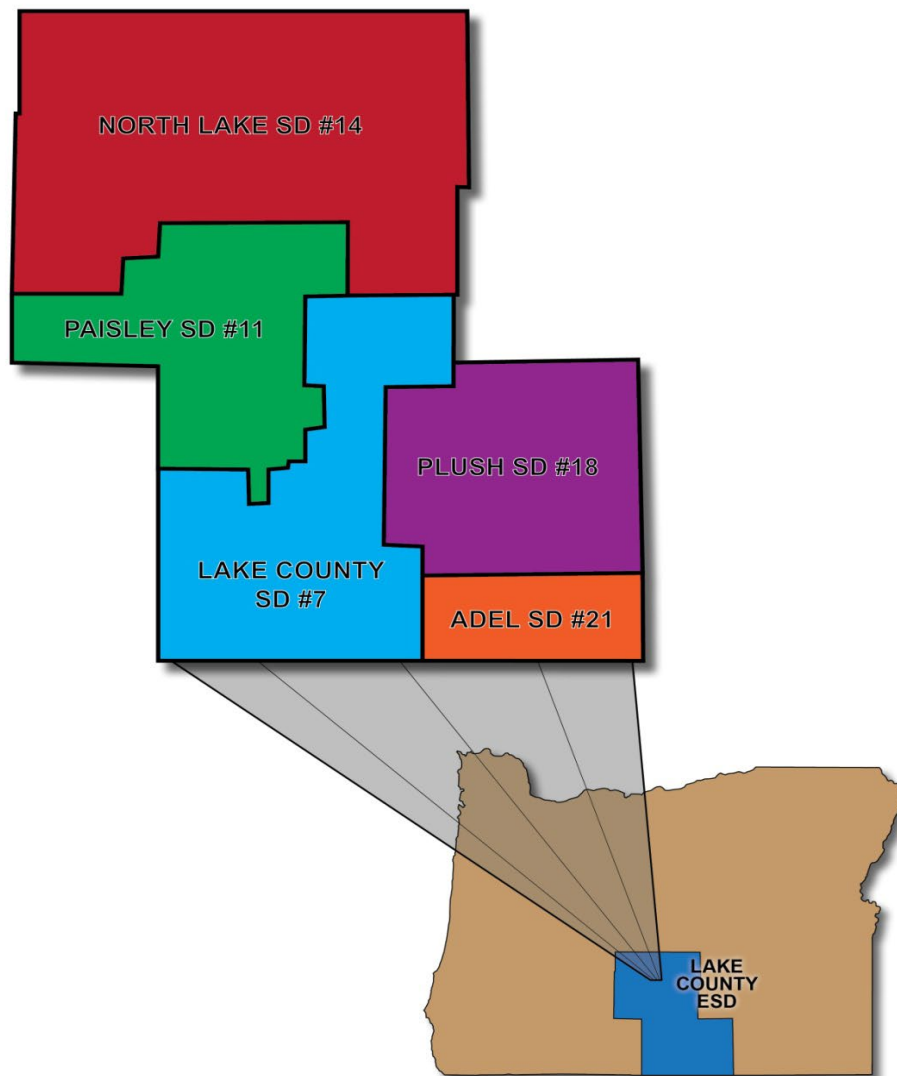 NORTH LAKE SD #14
PAISLEY SD #11
PLUSH SD #18
LAKE COUNTY
SD #7
ADEL SD #21
LAKE
COUNTY
ESD